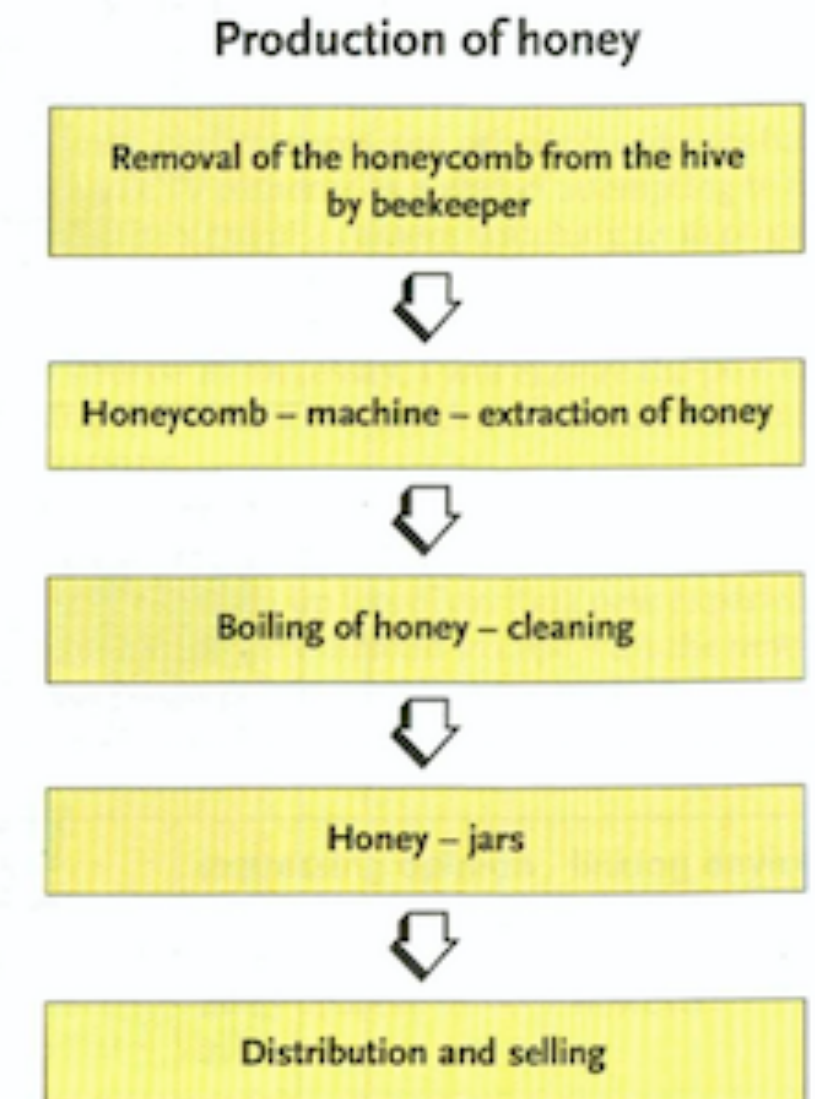 Production of honey
Removal of the honeycomb from the hive
by beekeeper
Honeycomb – machine – extraction of honey
Boiling of honey – cleaning
Honey – jars
Distribution and selling